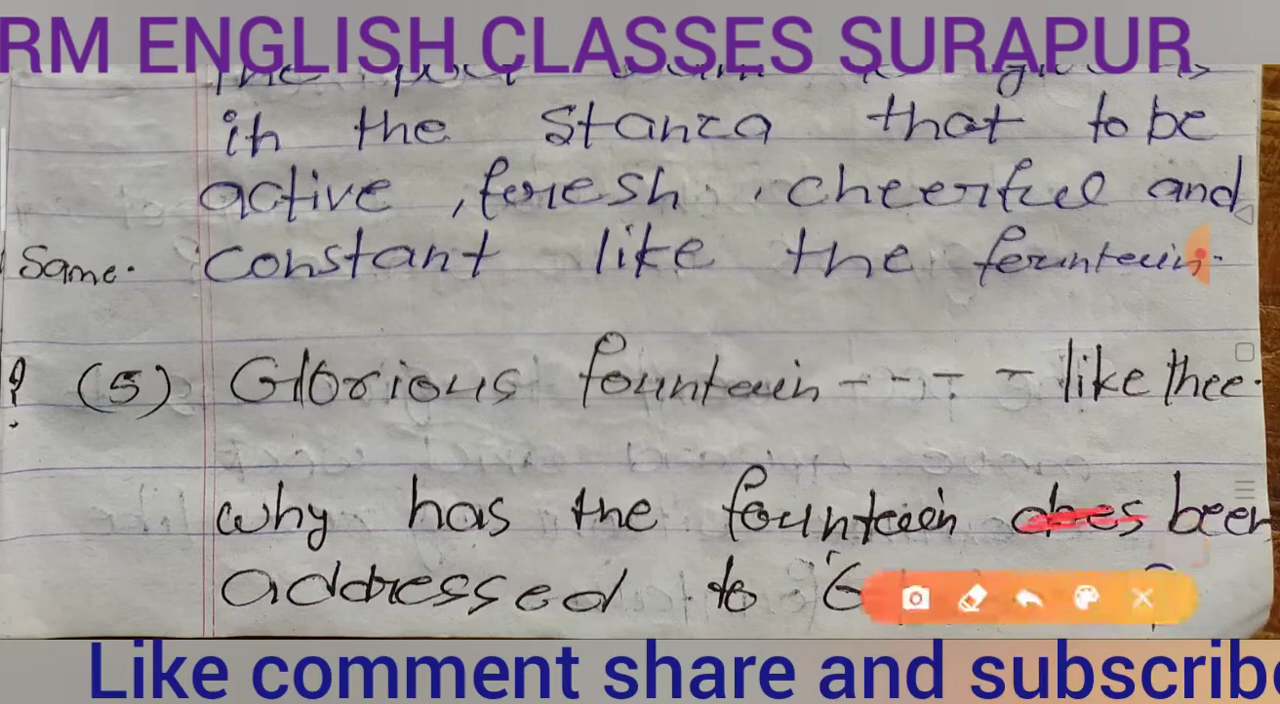 RM ENGLISH CLASSES SURAPUR
in the Stanza that to be
active, fresh, cheerful and
Same. constant like the fountain.
? (5) Glorious fountain - - - - like thee.
why has the fountain does been
addressed to 'G
Like comment share and subscribe